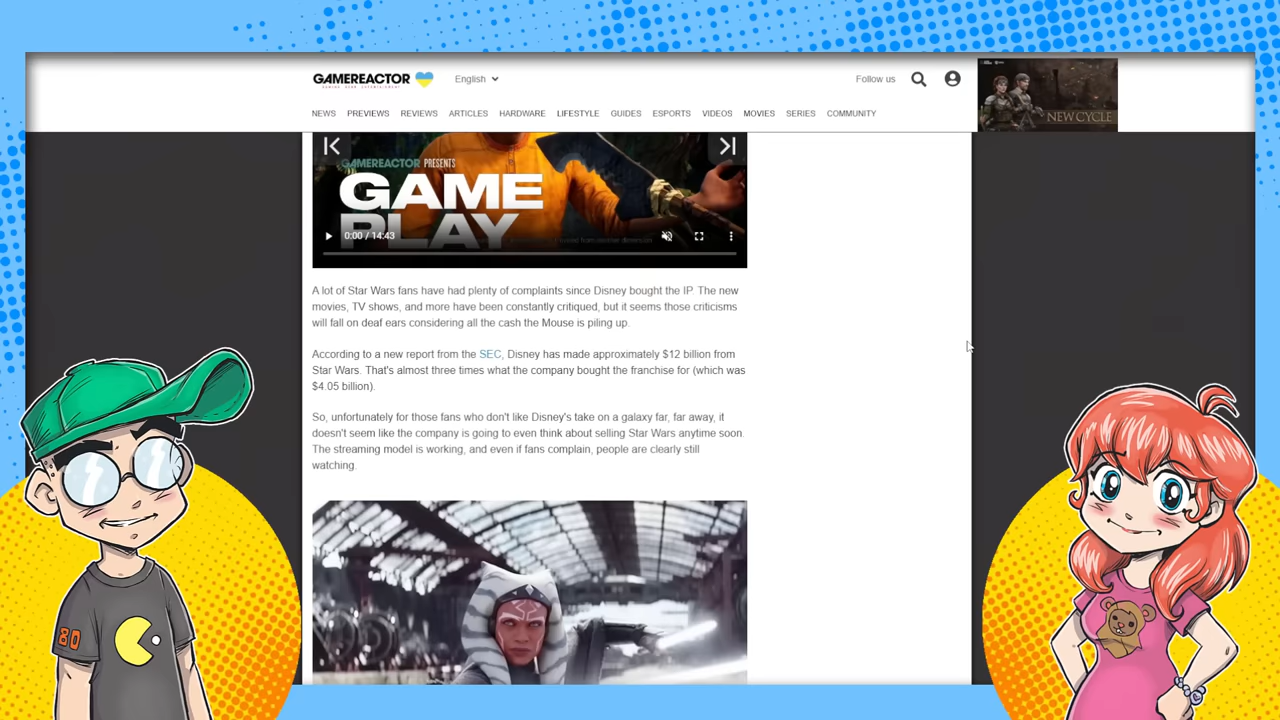 GAMEREACTOR
English
Follow us
NEWS PREVIEWS REVIEWS ARTICLES HARDWARE LIFESTYLE GUIDES ESPORTS VIDEOS MOVIES SERIES COMMUNITY
NEW CYCLE
GAMEREACTOR PRESENTS
GAME
PLAY
0:00 / 14:43
A lot of Star Wars fans have had plenty of complaints since Disney bought the IP. The new
movies, TV shows, and more have been constantly critiqued, but it seems those criticisms
will fall on deaf ears considering all the cash the Mouse is piling up.
According to a new report from the SEC, Disney has made approximately $12 billion from
Star Wars. That's almost three times what the company bought the franchise for (which was
$4.05 billion).
So, unfortunately for those fans who don't like Disney's take on a galaxy far, far away, it
doesn't seem like the company is going to even think about selling Star Wars anytime soon.
The streaming model is working, and even if fans complain, people are clearly still
watching.
80